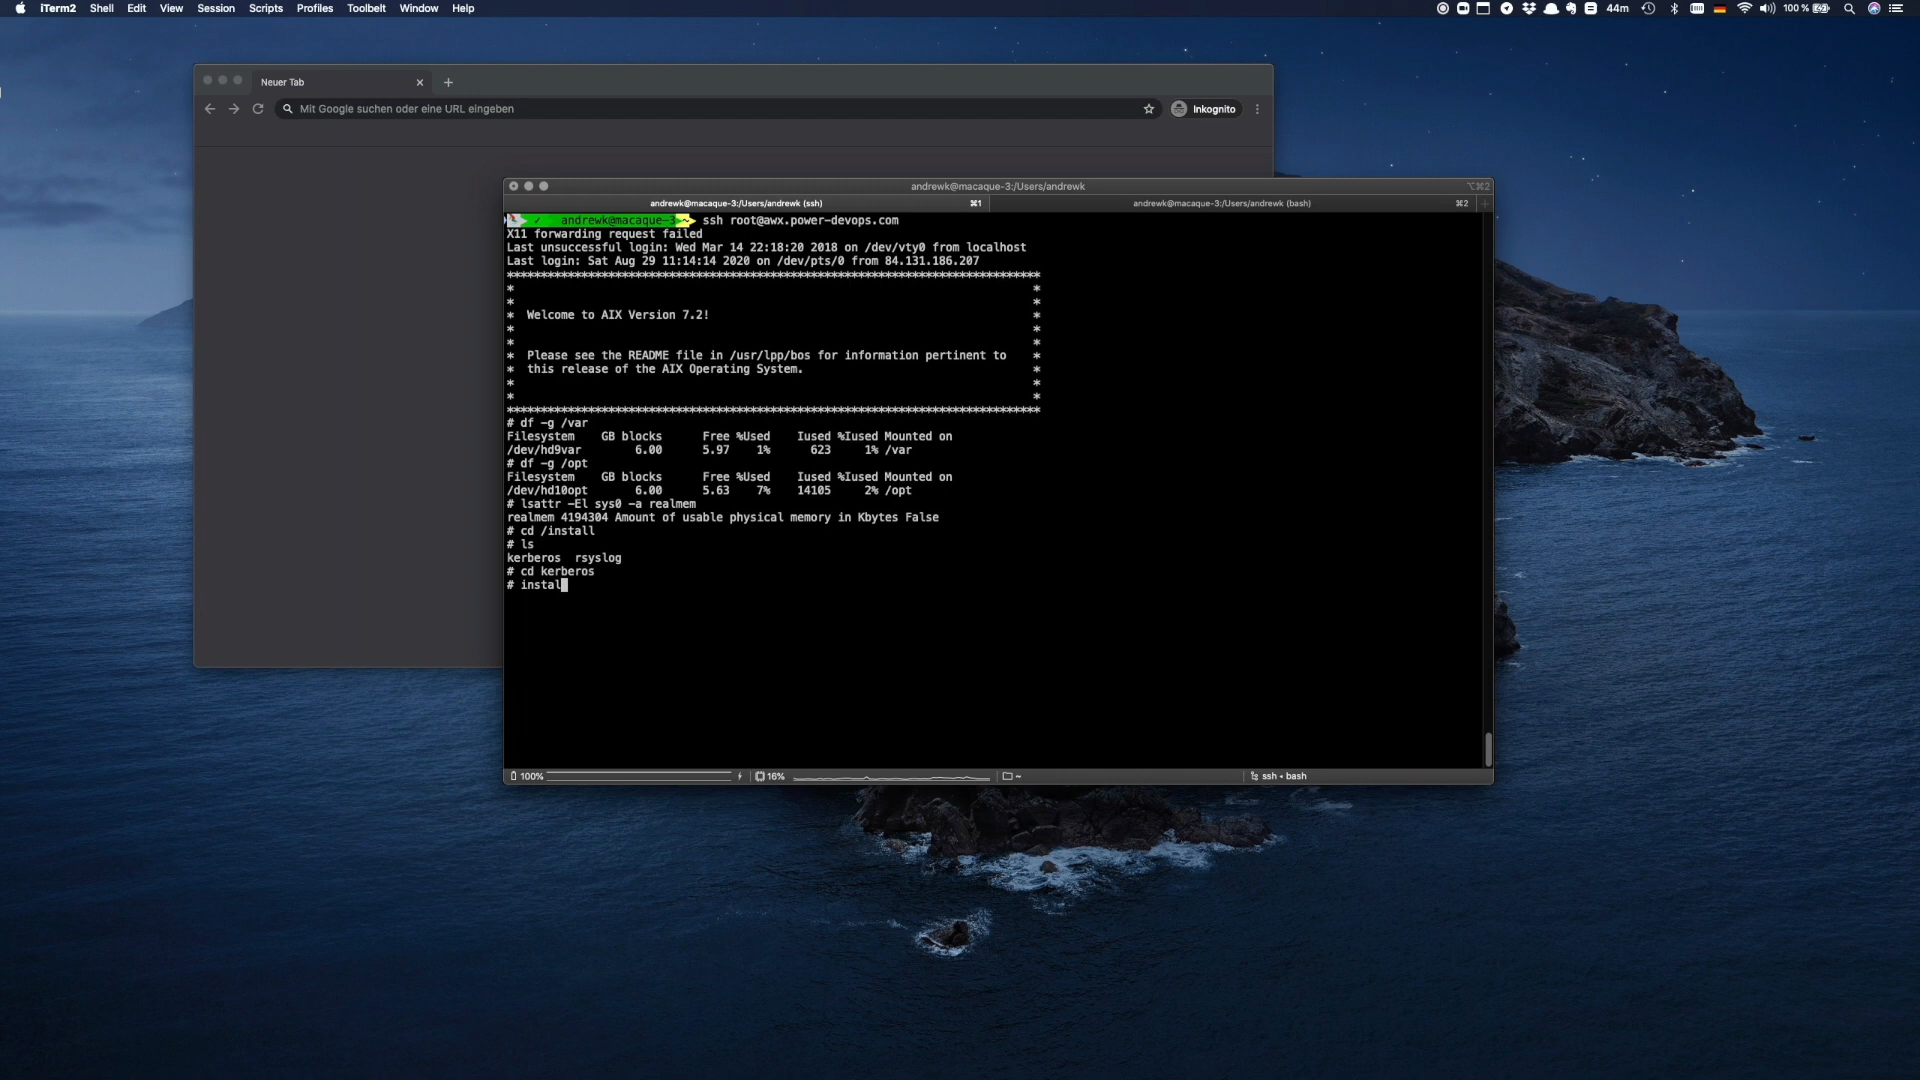 iTerm2 Shell Edit View Session Scripts Profiles Toolbelt Window Help 44m 100 %
Neuer Tab
Mit Google suchen oder eine URL eingeben Inkognito
andrewk@macaque-3:/Users/andrewk ⌥⌘2
andrewk@macaque-3:/Users/andrewk (ssh) ⌘1 andrewk@macaque-3:/Users/andrewk (bash) ⌘2
✓ andrewk@macaque-3 ~ ssh root@awx.power-devops.com
X11 forwarding request failed
Last unsuccessful login: Wed Mar 14 22:18:20 2018 on /dev/vty0 from localhost
Last login: Sat Aug 29 11:14:14 2020 on /dev/pts/0 from 84.131.186.207
*******************************************************************************
* *
* *
* Welcome to AIX Version 7.2! *
* *
* *
* Please see the README file in /usr/lpp/bos for information pertinent to *
* this release of the AIX Operating System. *
* *
* *
*******************************************************************************
# df -g /var
Filesystem GB blocks Free %Used Iused %Iused Mounted on
/dev/hd9var 6.00 5.97 1% 623 1% /var
# df -g /opt
Filesystem GB blocks Free %Used Iused %Iused Mounted on
/dev/hd10opt 6.00 5.63 7% 14105 2% /opt
# lsattr -El sys0 -a realmem
realmem 4194304 Amount of usable physical memory in Kbytes False
# cd /install
# ls
kerberos rsyslog
# cd kerberos
# instal
100% 16% ~ ssh ◂ bash